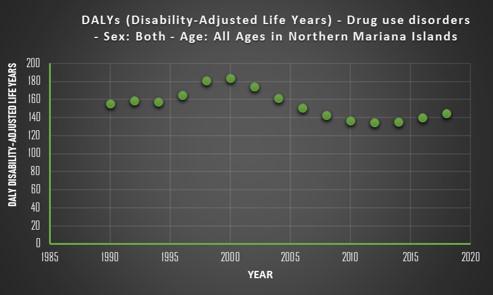 DALYs (Disability-Adjusted Life Years) - Drug use disorders
- Sex: Both - Age: All Ages in Northern Mariana Islands
DALY DISABILITY-ADJUSTED LIFE YEARS
200
180
160
140
120
100
80
60
40
20
0
1985 1990 1995 2000 2005 2010 2015 2020
YEAR